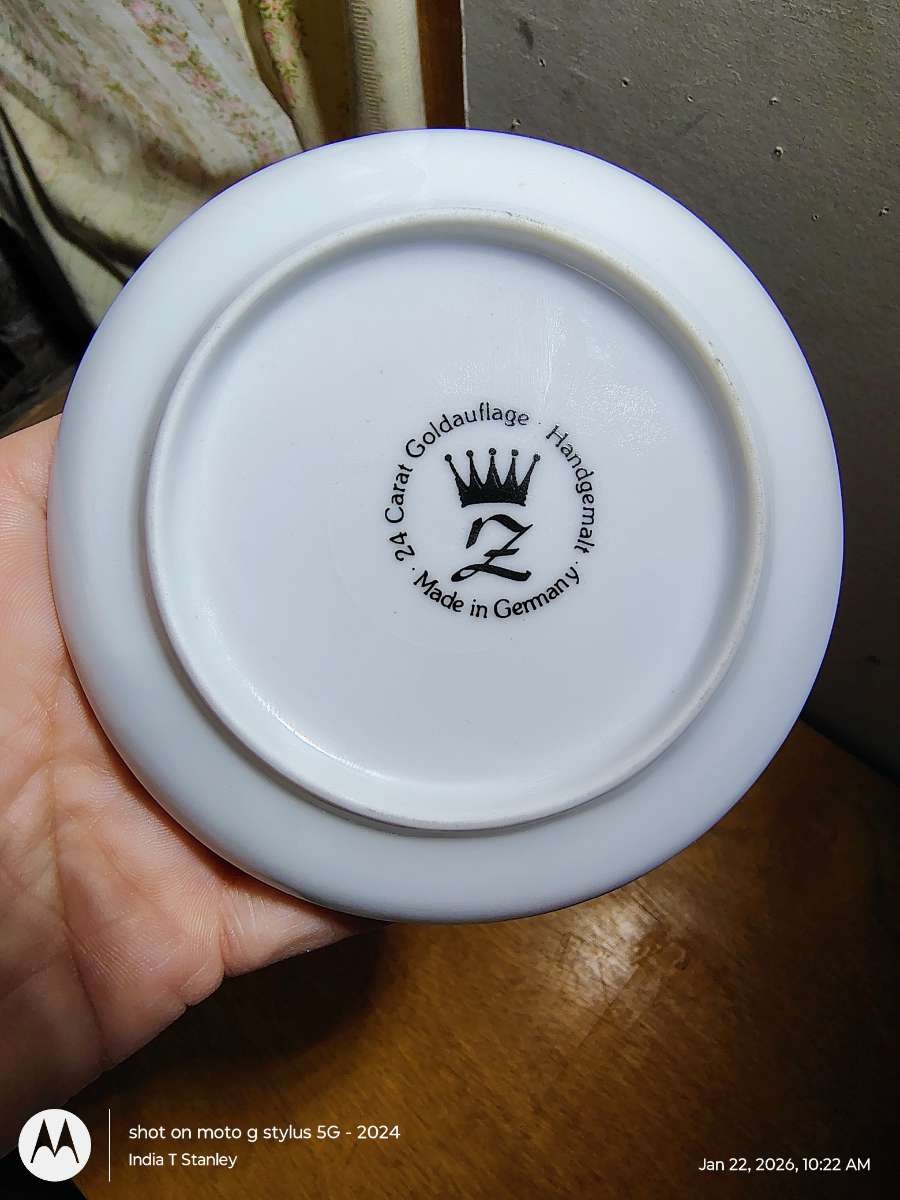 24 Carat Goldauflage · Handgemalt ·
Z
Made in Germany ·
shot on moto g stylus 5G - 2024
India T Stanley
Jan 22, 2026, 10:22 AM